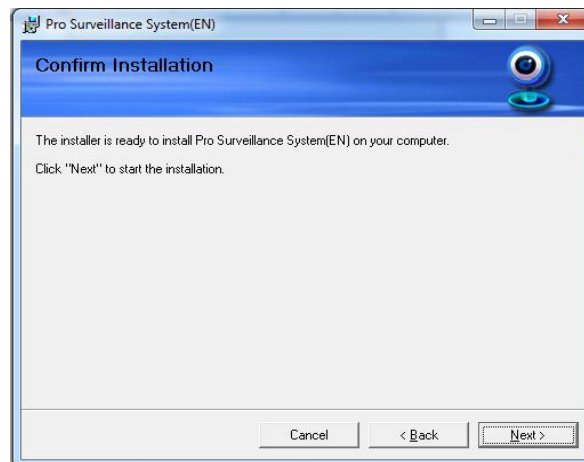 Pro Surveillance System(EN)
Confirm Installation
The installer is ready to install Pro Surveillance System(EN) on your computer.
Click "Next" to start the installation.
Cancel
< Back
Next >